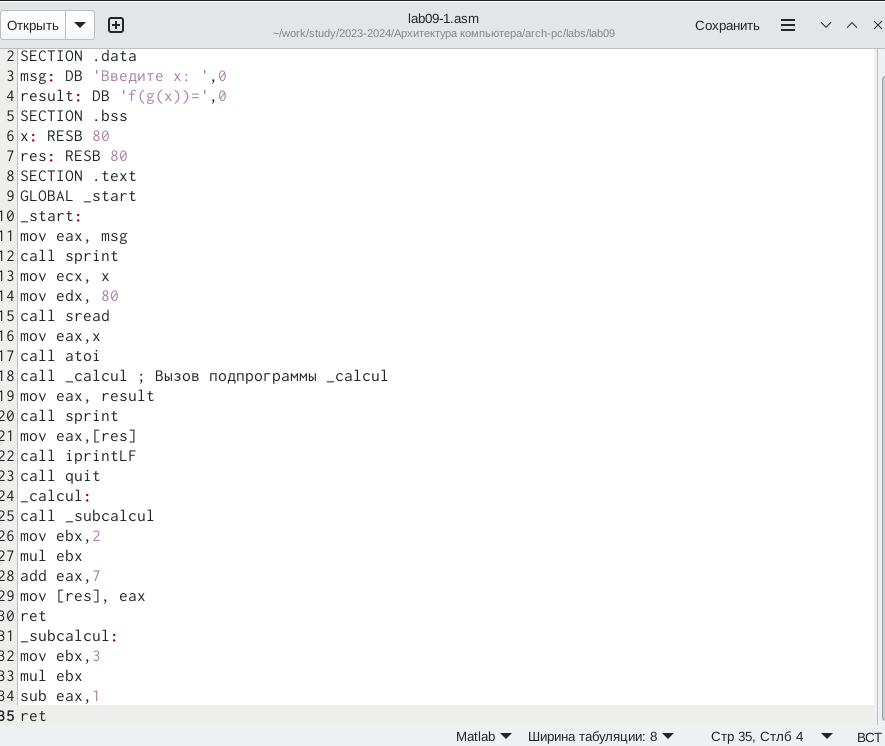 Открыть
lab09-1.asm
~/work/study/2023-2024/Архитектура компьютера/arch-pc/labs/lab09
Сохранить
2 SECTION .data
3 msg: DB 'Введите x: ',0
4 result: DB 'f(g(x))=',0
5 SECTION .bss
6 x: RESB 80
7 res: RESB 80
8 SECTION .text
9 GLOBAL _start
10 _start:
11 mov eax, msg
12 call sprint
13 mov ecx, x
14 mov edx, 80
15 call sread
16 mov eax,x
17 call atoi
18 call _calcul ; Вызов подпрограммы _calcul
19 mov eax, result
20 call sprint
21 mov eax,[res]
22 call iprintLF
23 call quit
24 _calcul:
25 call _subcalcul
26 mov ebx,2
27 mul ebx
28 add eax,7
29 mov [res], eax
30 ret
31 _subcalcul:
32 mov ebx,3
33 mul ebx
34 sub eax,1
35 ret
Matlab Ширина табуляции: 8 Стр 35, Стлб 4 ВСТ